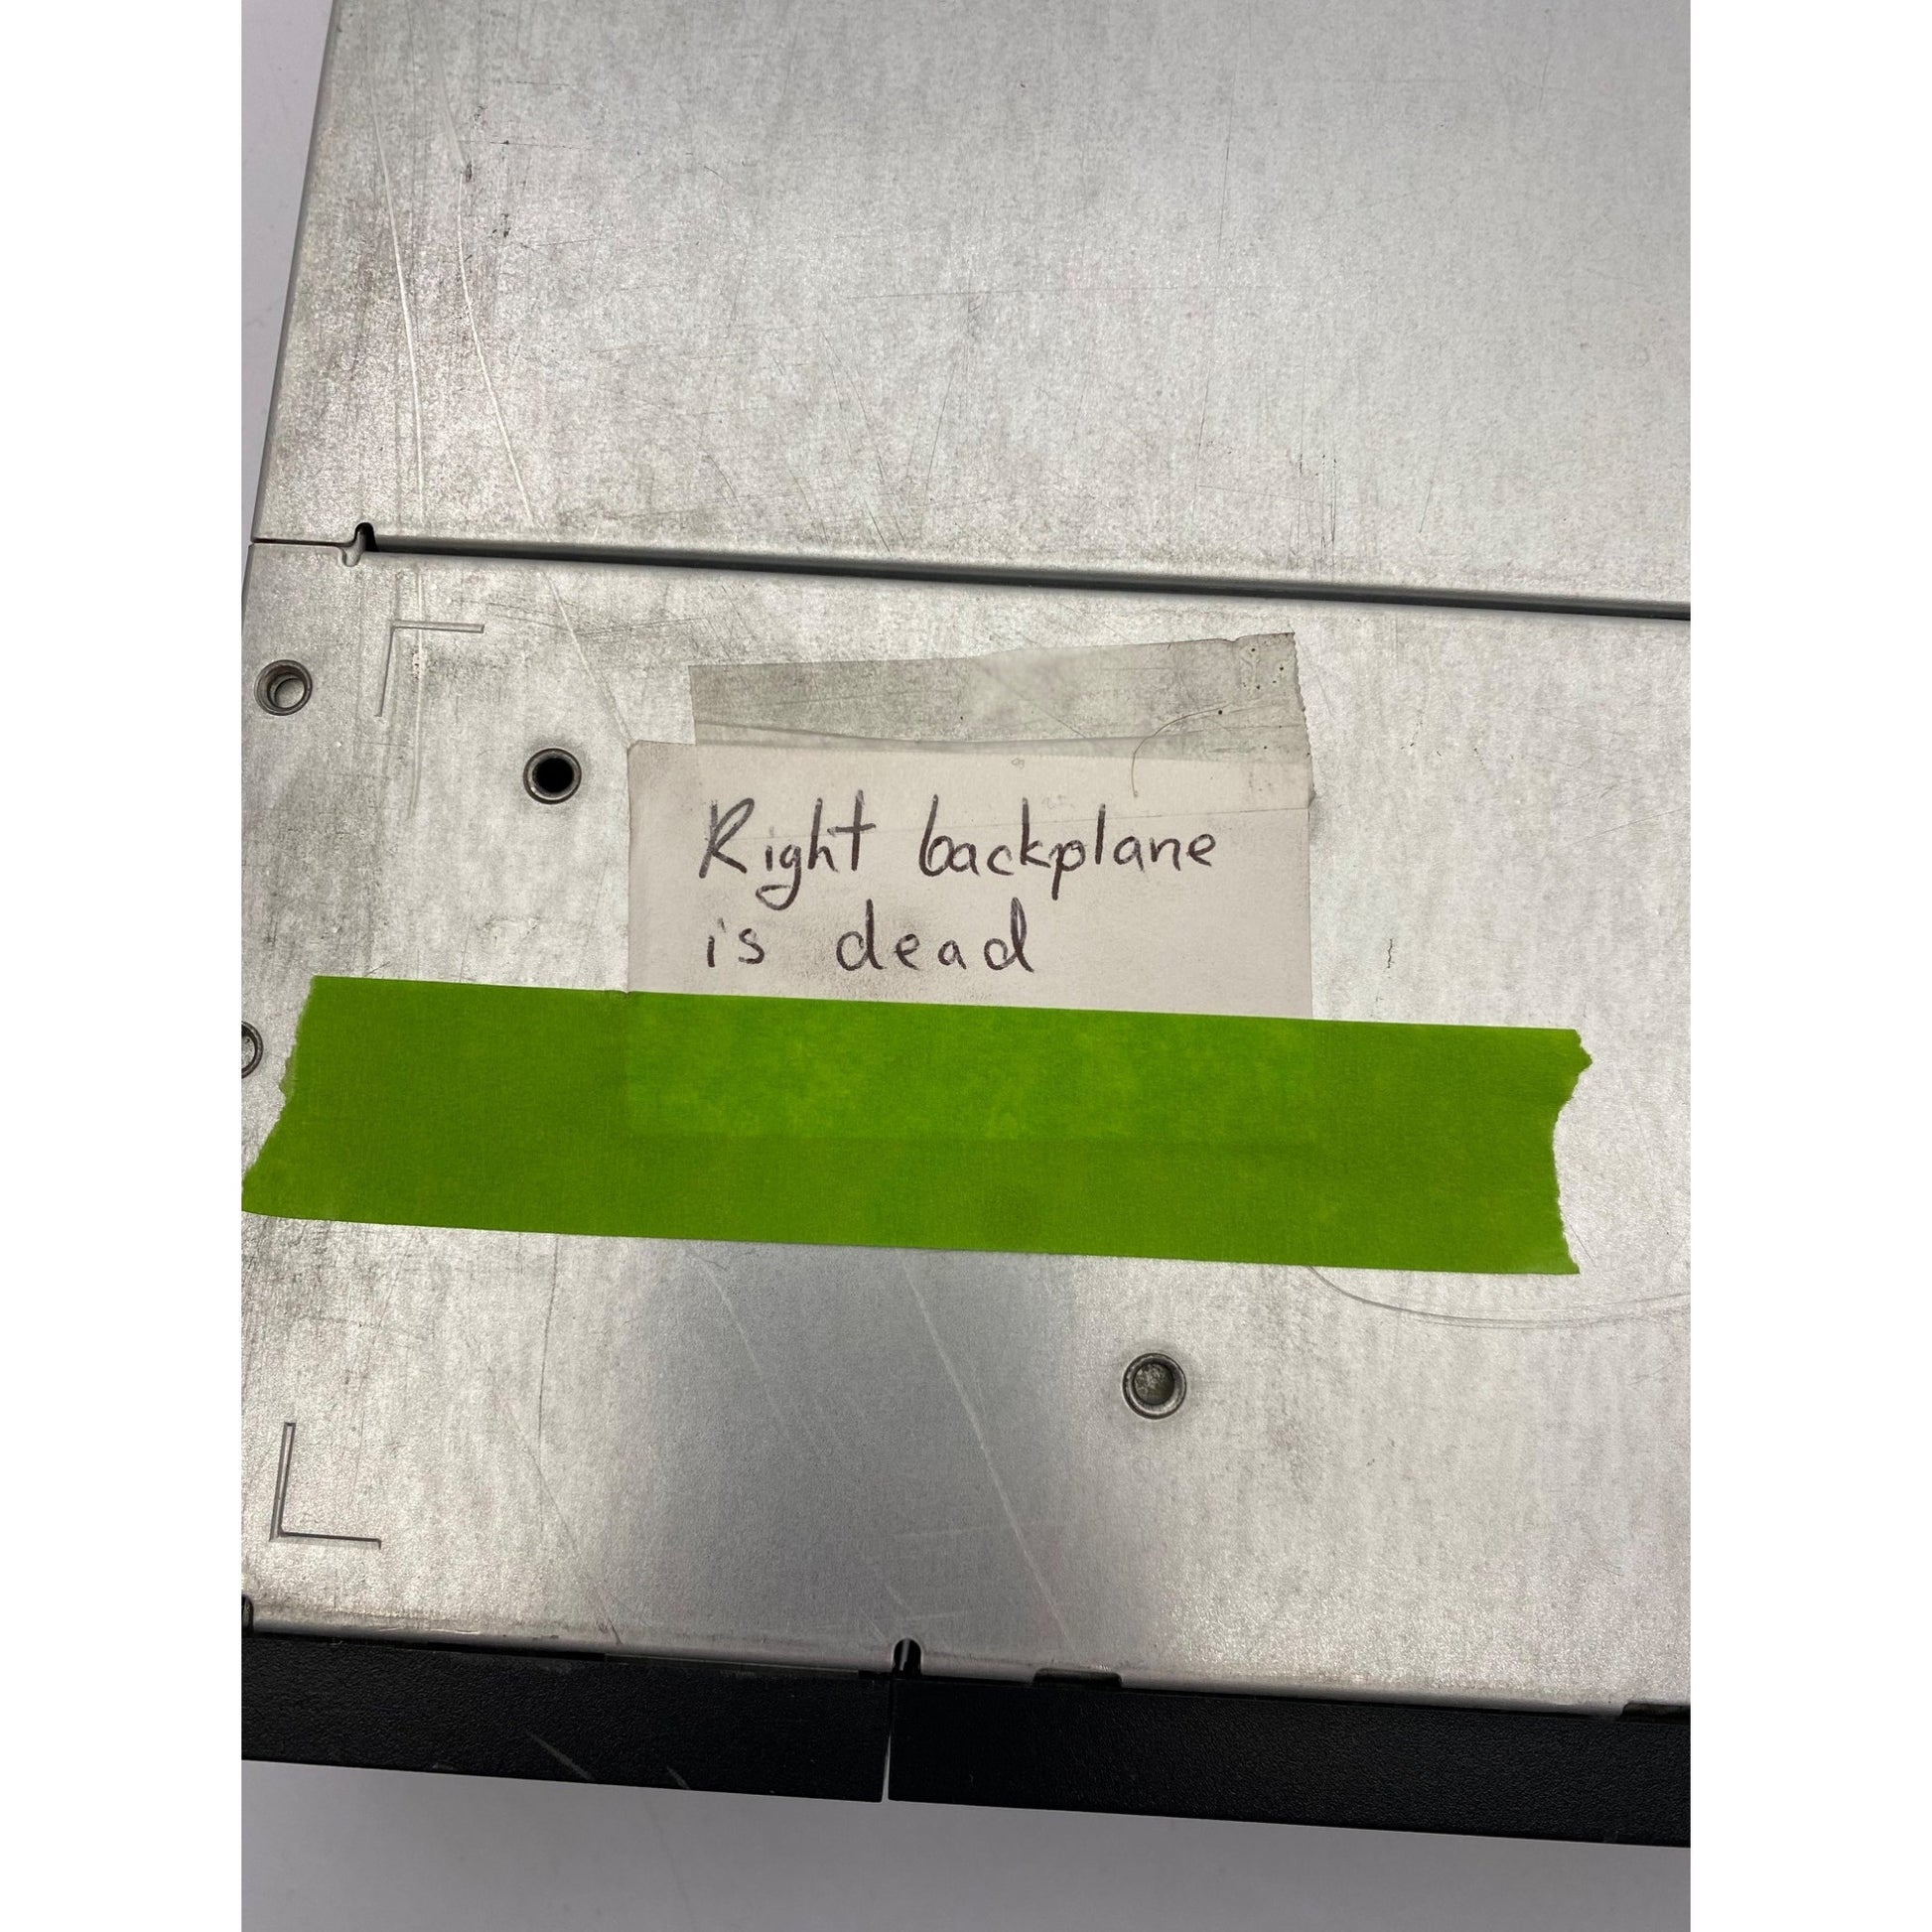 Right backplane
is dead